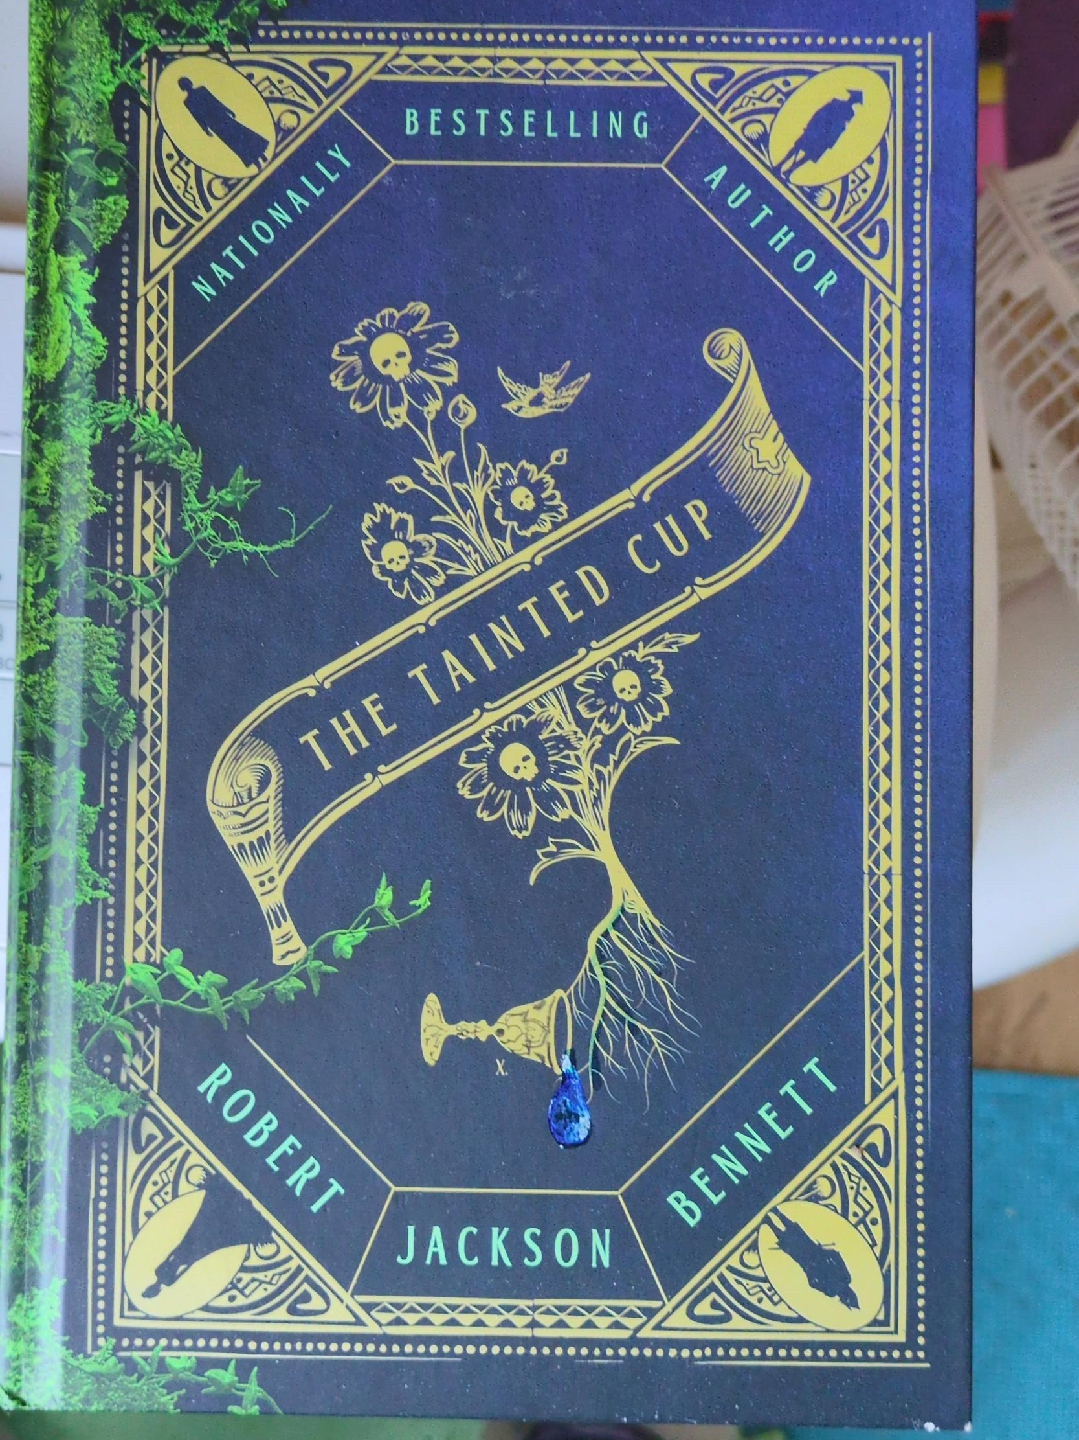 NATIONALLY
BESTSELLING
AUTHOR
THE TAINTED CUP
X.
ROBERT
JACKSON
BENNETT